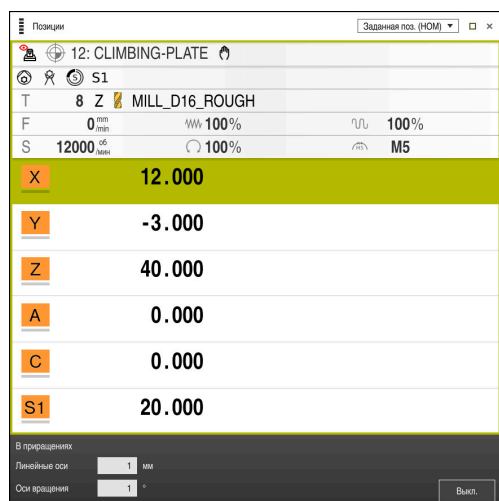 Позиции Заданная поз. (НОМ)
12: CLIMBING-PLATE
S1
T 8 Z MILL_D16_ROUGH
F 0 mm/min 100% 100%
S 12000 об/мин 100% M5
X 12.000
Y -3.000
Z 40.000
A 0.000
C 0.000
S1 20.000
В приращениях
Линейные оси 1 мм
Оси вращения 1 ° Выкл.